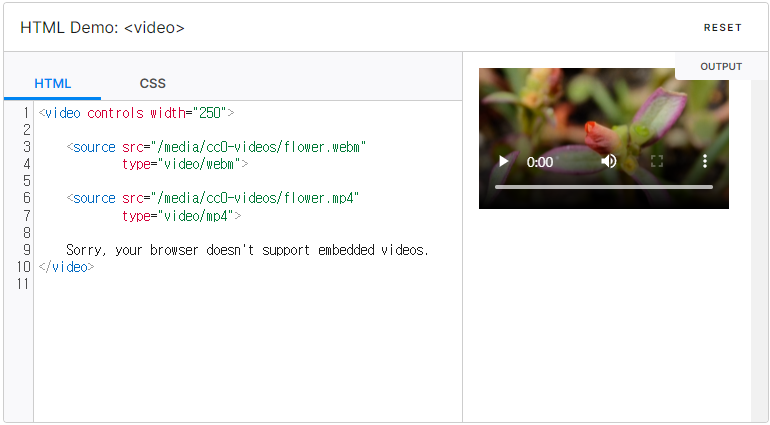 HTML Demo: <video>
RESET
HTML
CSS
OUTPUT
1 <video controls width="250">
2
3 <source src="/media/cc0-videos/flower.webm"
4 type="video/webm">
5
6 <source src="/media/cc0-videos/flower.mp4"
7 type="video/mp4">
8
9 Sorry, your browser doesn't support embedded videos.
10 </video>
11
0:00